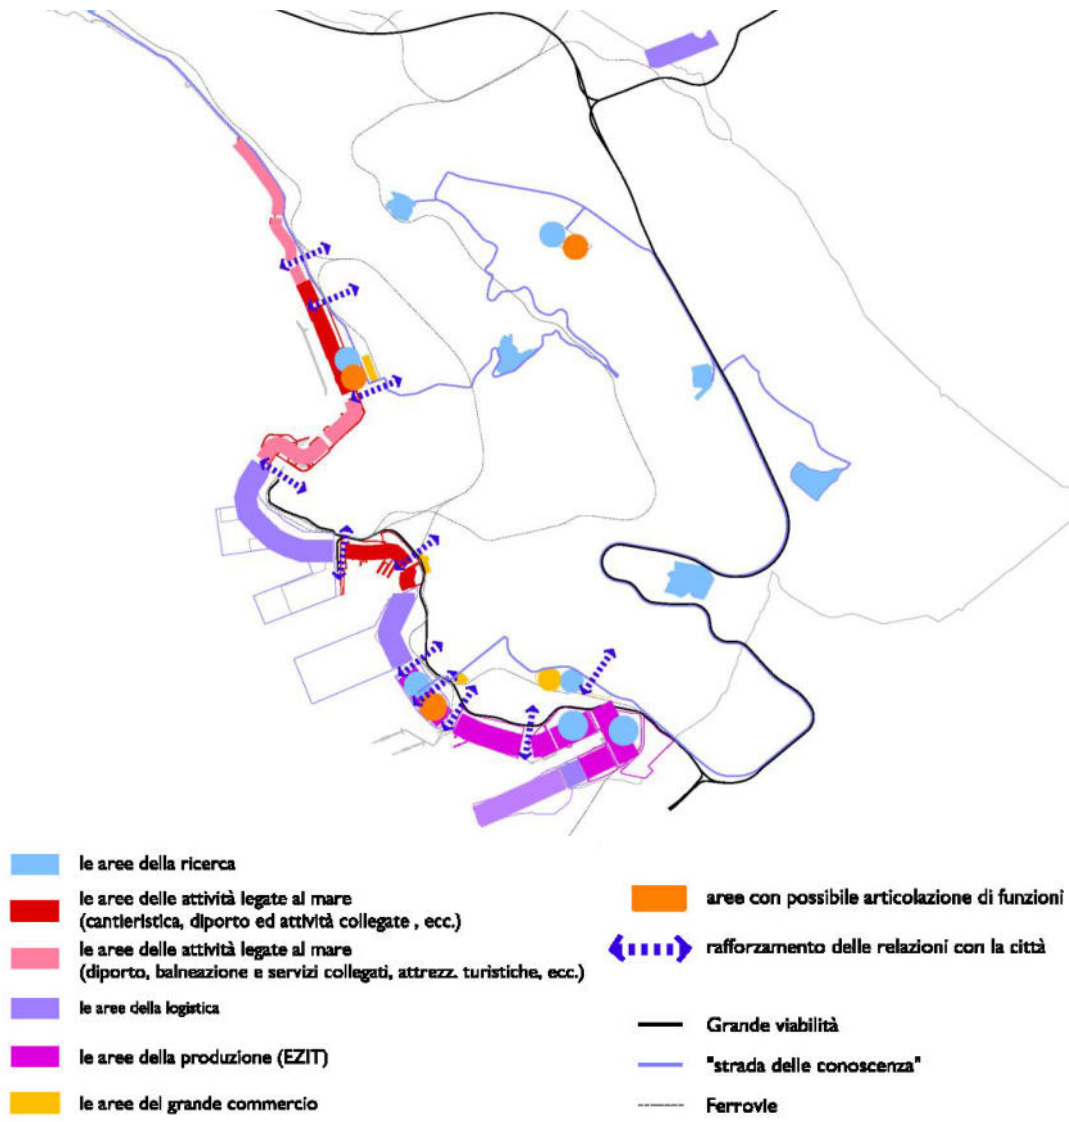 le aree della ricerca
le aree delle attività legate al mare
(cantieristica, diporto ed attività collegate , ecc.)
le aree delle attività legate al mare
(diporto, balneazione e servizi collegati, attrezz. turistiche, ecc.)
le aree della logistica
le aree della produzione (EZIT)
le aree del grande commercio
aree con possibile articolazione di funzioni
rafforzamento delle relazioni con la città
Grande viabilità
"strada delle conoscenza"
Ferrovie